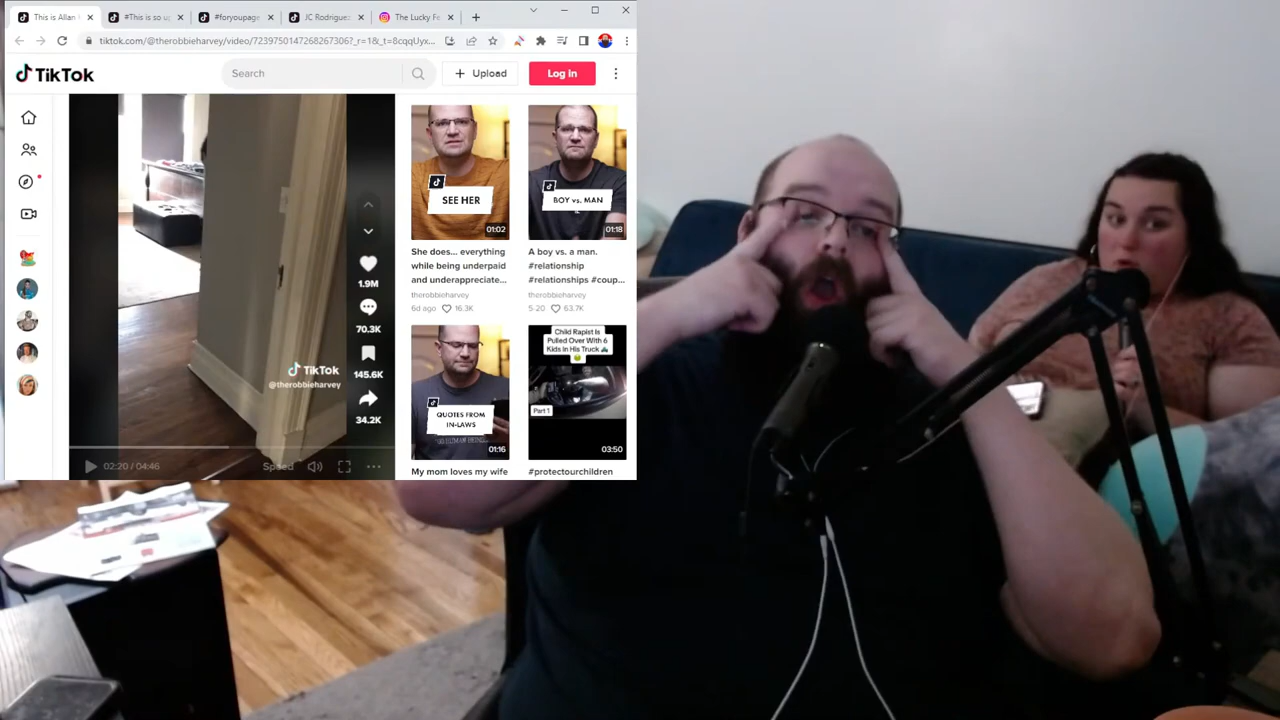 This is Allan
#This is so u
#foryoupage
JC Rodrigue
The Lucky Fe
tiktok.com/@therobbieharvey/video/7239750147268267306?_r=1&_t=8cqqUyx...
TikTok
Search
Upload
Log in
SEE HER
01:02
BOY vs. MAN
01:18
She does... everything
while being underpaid
and underappreciate...
therobbieharvey
6d ago 16.3K
A boy vs. a man.
#relationship
#relationships #coup...
therobbieharvey
5-20 63.7K
1.9M
70.3K
145.6K
34.2K
TikTok
@therobbieharvey
02:20 / 04:46
Speed
QUOTES FROM
IN-LAWS
01:16
My mom loves my wife
Child Rapist Is
Pulled Over With 6
Kids In His Truck
Part 1
03:50
#protectourchildren